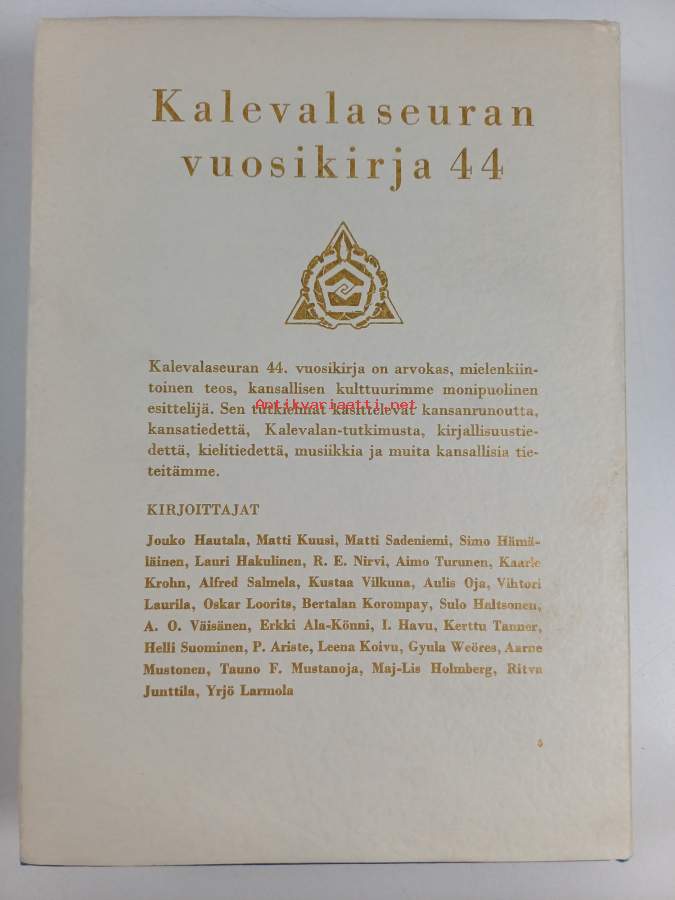 Kalevalaseuran
vuosikirja 44
Kalevalaseuran 44. vuosikirja on arvokas, mielenkiin-
toinen teos, kansallisen kulttuurimme monipuolinen
Antikvariaatti.net
esittelijä. Sen tutkielmat käsittelevät kansanrunoutta,
kansatiedettä, Kalevalan-tutkimusta, kirjallisuustie-
dettä, kielitiedettä, musiikkia ja muita kansallisia tie-
teitämme.
KIRJOITTAJAT
Jouko Hautala, Matti Kuusi, Matti Sadeniemi, Simo Hämä-
läinen, Lauri Hakulinen, R. E. Nirvi, Aimo Turunen, Kaarle
Krohn, Alfred Salmela, Kustaa Vilkuna, Aulis Oja, Vihtori
Laurila, Oskar Loorits, Bertalan Korompay, Sulo Haltsonen,
A. O. Väisänen, Erkki Ala-Könni, I. Havu, Kerttu Tanner,
Helli Suominen, P. Ariste, Leena Koivu, Gyula Weöres, Aarne
Mustonen, Tauno F. Mustanoja, Maj-Lis Holmberg, Ritva
Junttila, Yrjö Larmola